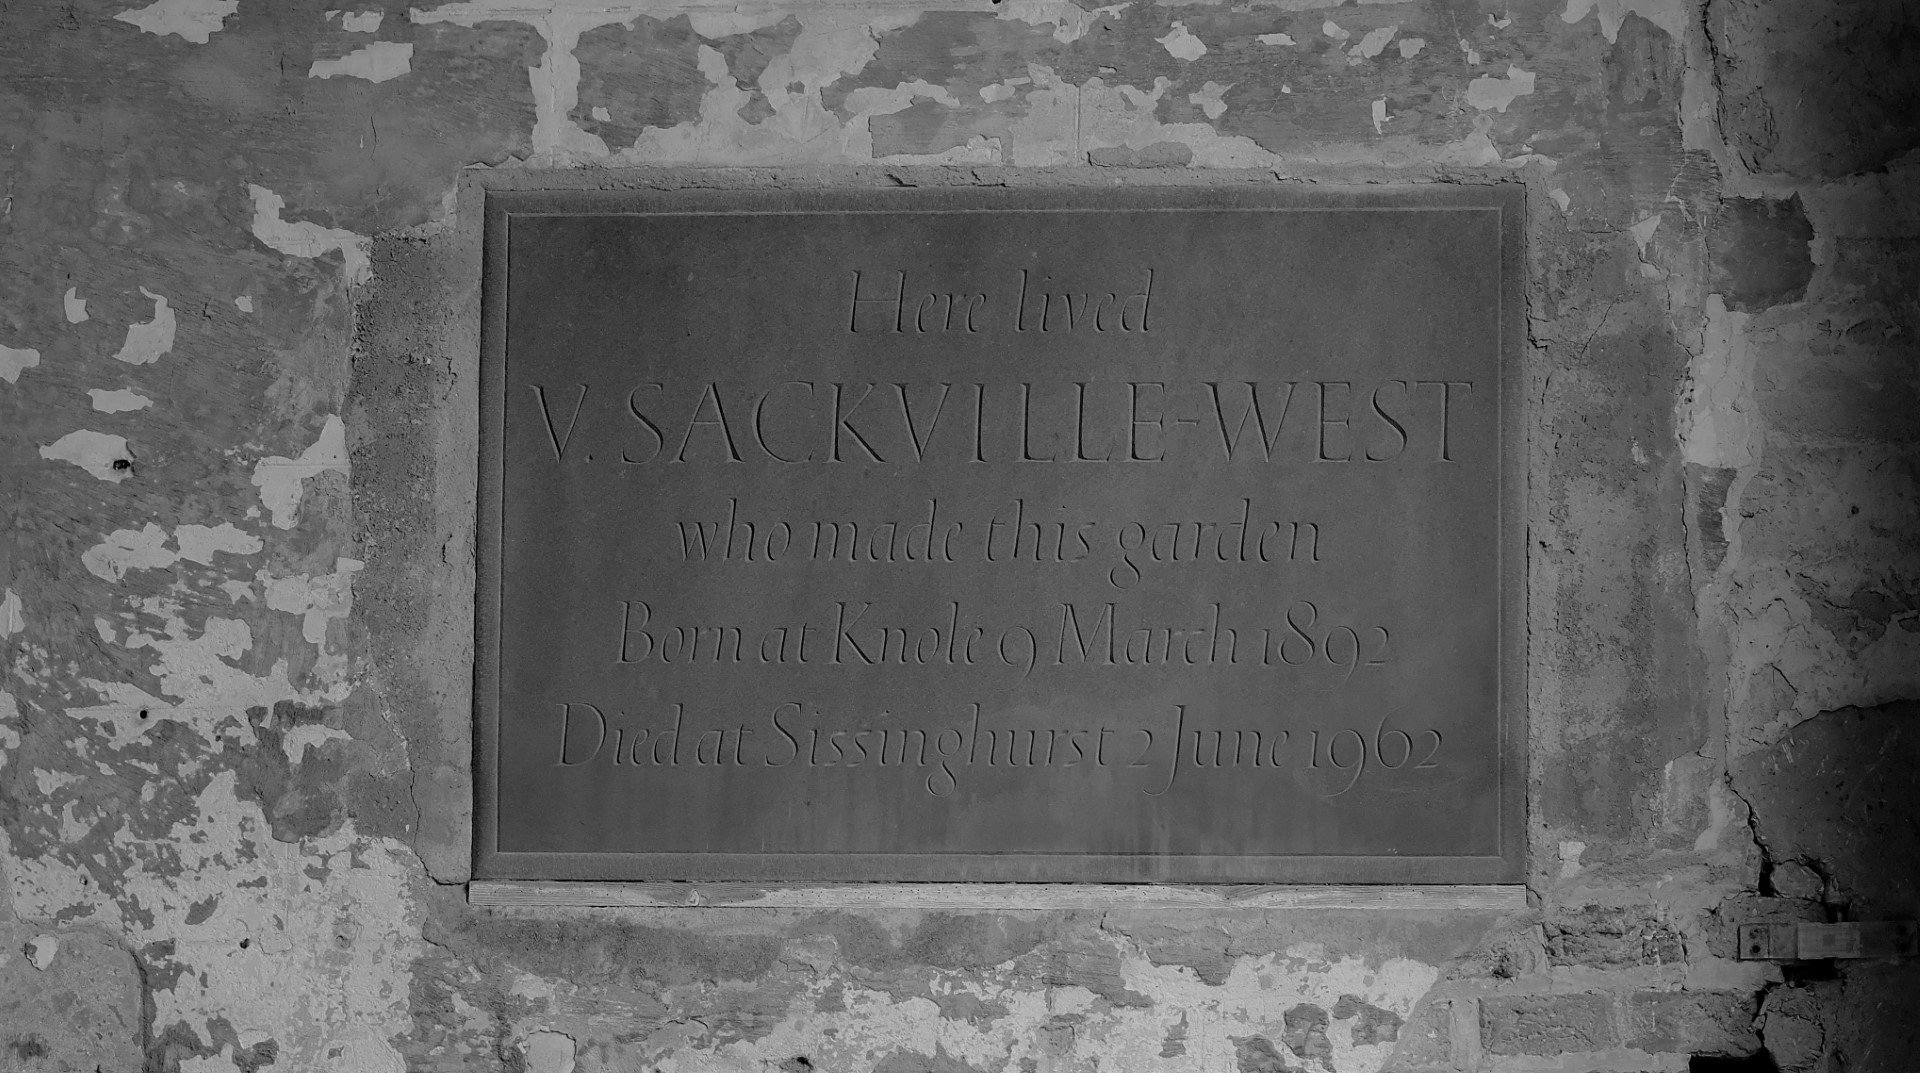 Here lived
V. SACKVILLE-WEST
who made this garden
Born at Knole 9 March 1892
Died at Sissinghurst 2 June 1962